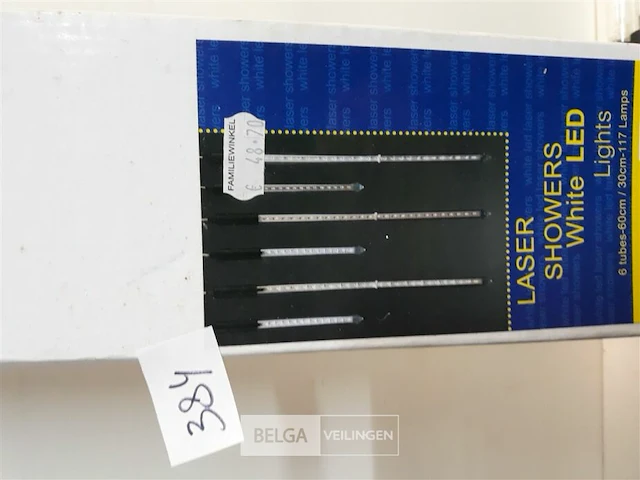 LASER
SHOWERS
White LED
Lights
6 tubes-60cm / 30cm-117 Lamps
FAMILIEWINKEL
€ 48.70
384
BELGA VEILINGEN